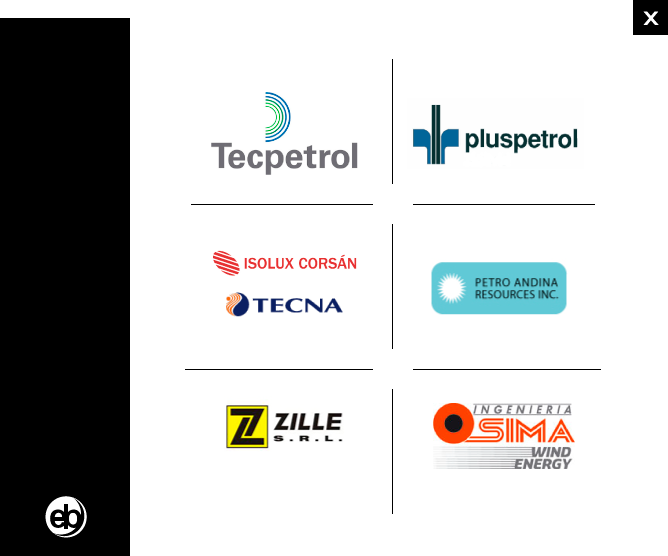 X
Tecpetrol
pluspetrol
ISOLUX CORSÁN
TECNA
PETRO ANDINA
RESOURCES INC.
ZILLE
S.R.L.
INGENIERIA
SIMA
WIND
ENERGY
eb